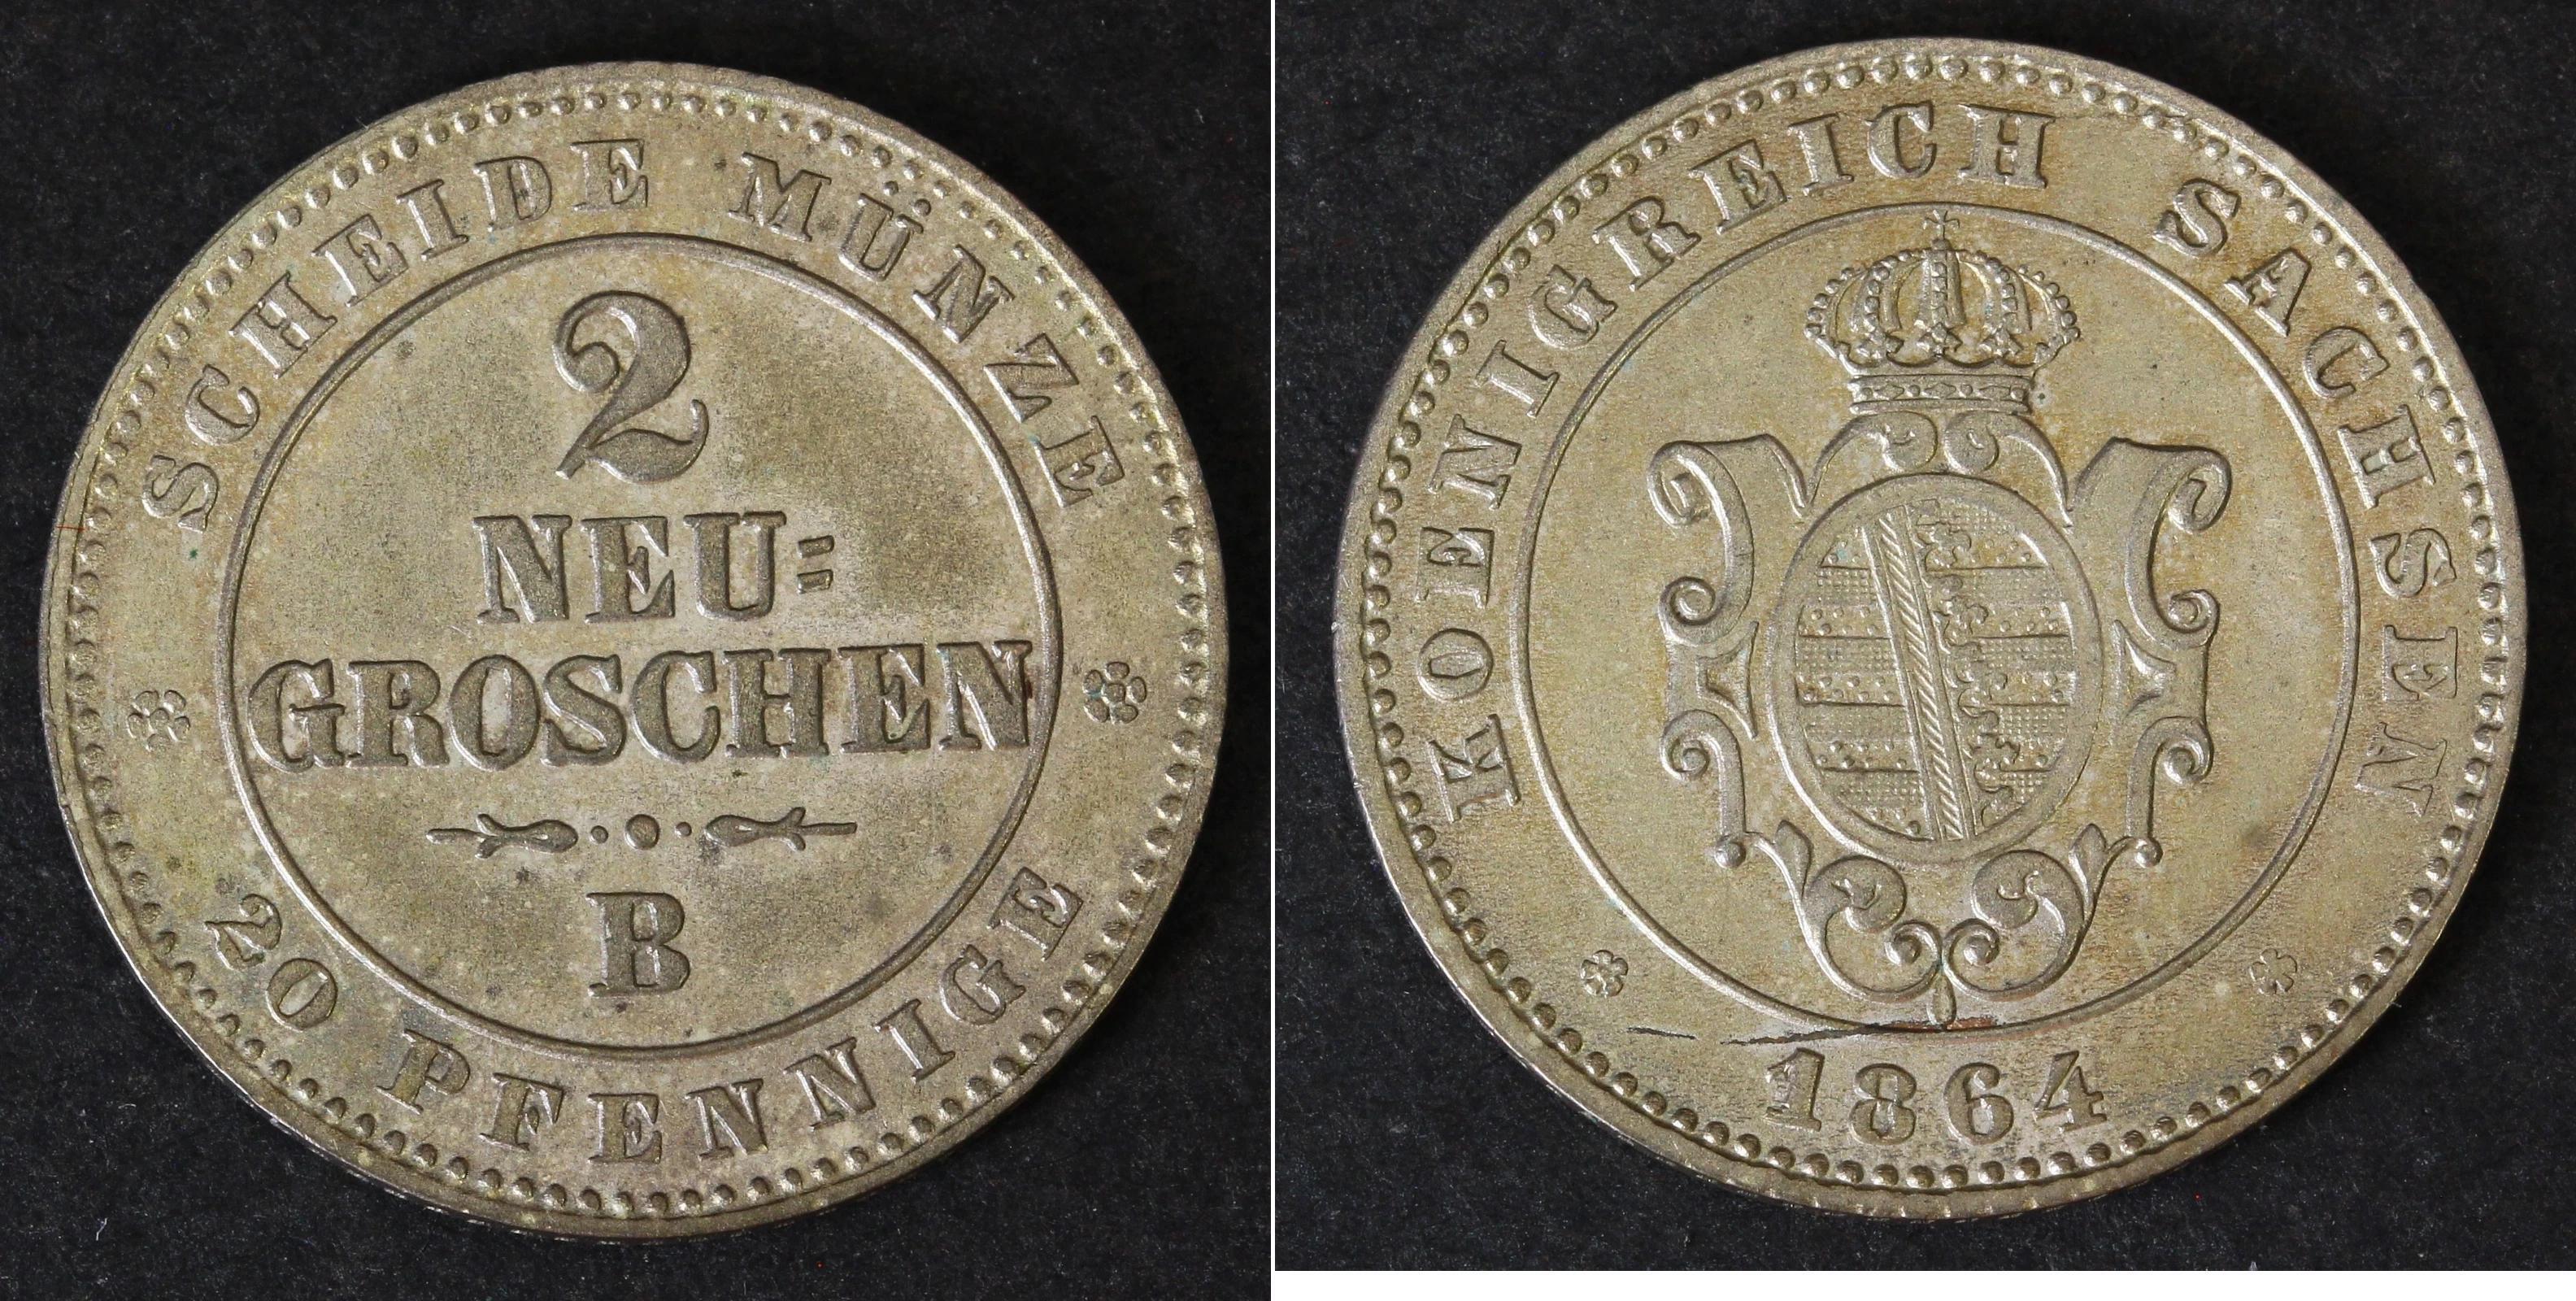 SCHEIDE MÜNZE
2
NEU=
GROSCHEN
B
20 PFENNIGE
KOENIGREICH SACHSEN
1864